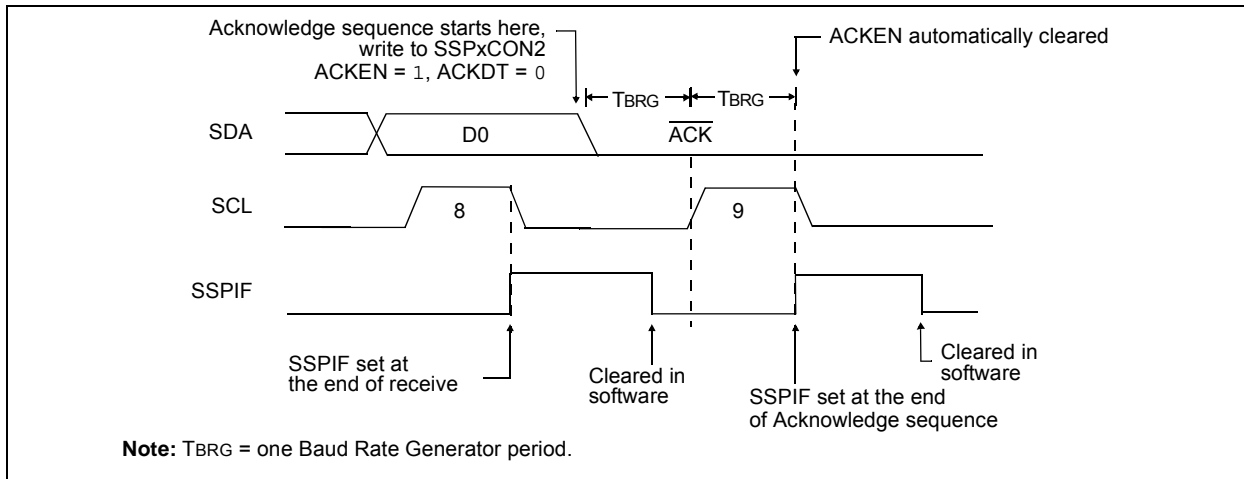 Acknowledge sequence starts here,
write to SSPxCON2
ACKEN = 1, ACKDT = 0
ACKEN automatically cleared
TBRG
TBRG
SDA
D0
ACK
SCL
8
9
SSPIF
SSPIF set at
the end of receive
Cleared in
software
SSPIF set at the end
of Acknowledge sequence
Cleared in
software
Note: TBRG = one Baud Rate Generator period.